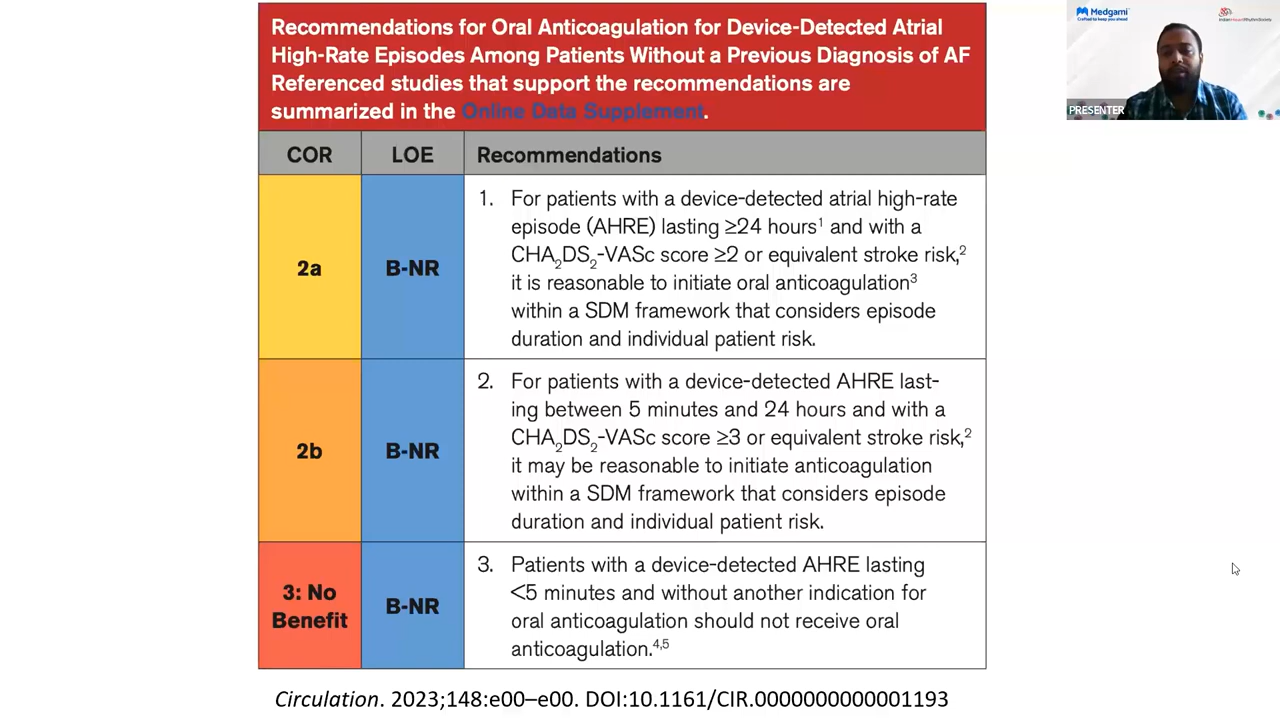 Recommendations for Oral Anticoagulation for Device-Detected Atrial
High-Rate Episodes Among Patients Without a Previous Diagnosis of AF
Referenced studies that support the recommendations are
summarized in the Online Data Supplement.
COR LOE Recommendations
2a B-NR
1. For patients with a device-detected atrial high-rate
episode (AHRE) lasting ≥24 hours¹ and with a
CHA₂DS₂-VASc score ≥2 or equivalent stroke risk,²
it is reasonable to initiate oral anticoagulation³
within a SDM framework that considers episode
duration and individual patient risk.
2b B-NR
2. For patients with a device-detected AHRE last-
ing between 5 minutes and 24 hours and with a
CHA₂DS₂-VASc score ≥3 or equivalent stroke risk,²
it may be reasonable to initiate anticoagulation
within a SDM framework that considers episode
duration and individual patient risk.
3: No
Benefit
B-NR
3. Patients with a device-detected AHRE lasting
<5 minutes and without another indication for
oral anticoagulation should not receive oral
anticoagulation.⁴,⁵
Circulation. 2023;148:e00–e00. DOI:10.1161/CIR.0000000000001193
Medgami
Crafted to keep you ahead
PRESENTER